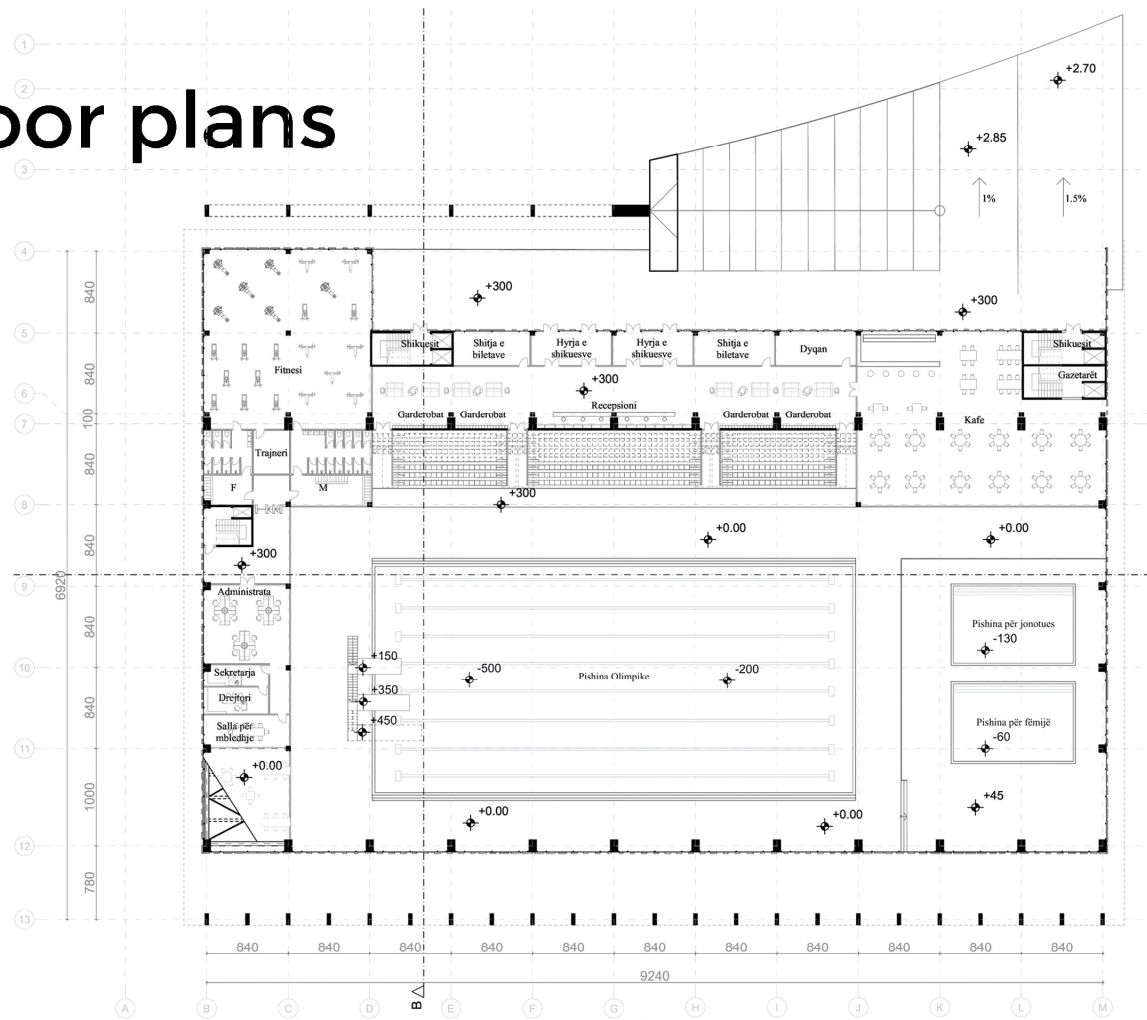 oor plans
1
2
3
4
5
6
7
8
9
10
11
12
13
+2.70
+2.85
1%
1.5%
+300
+300
Shikuesit
Shitja e
biletave
Hyrja e
shikuesve
Hyrja e
shikuesve
Shitja e
biletave
Dyqan
Shikuesit
Gazetarët
Fitnesi
+300
Recepsioni
Garderobat
Garderobat
Garderobat
Garderobat
Kafe
Trajneri
F
M
+300
+0.00
+0.00
+300
Administrata
Pishina për jonotues
-130
+150
-500
Pishina Olimpike
-200
Sekretarja
+350
Drejtori
+450
Salla për
mbledhje
Pishina për fëmijë
-60
+0.00
+45
+0.00
+0.00
840
840
100
840
840
840
840
1000
780
6920
840
840
840
840
840
840
840
840
840
840
840
9240
B
A
B
C
D
E
F
G
H
I
J
K
L
M